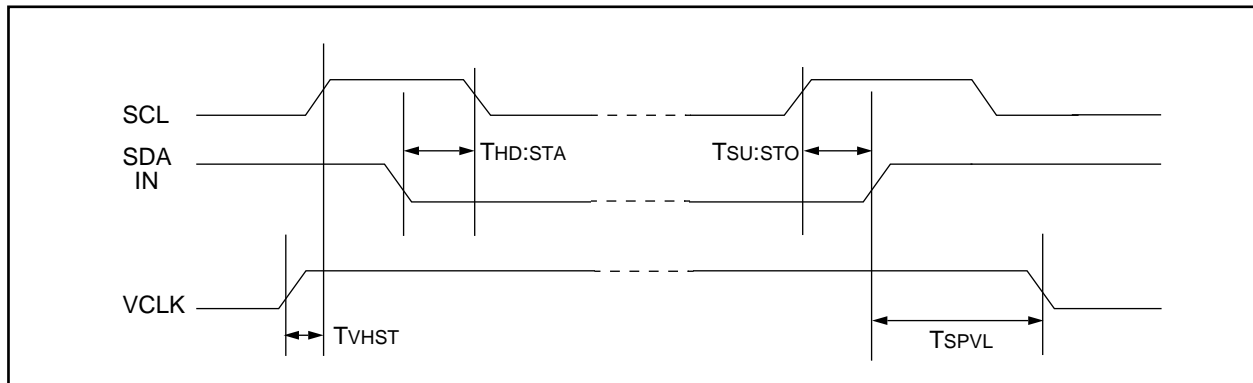 SCL
SDA
IN
THD:STA
TSU:STO
VCLK
TVHST
TSPVL